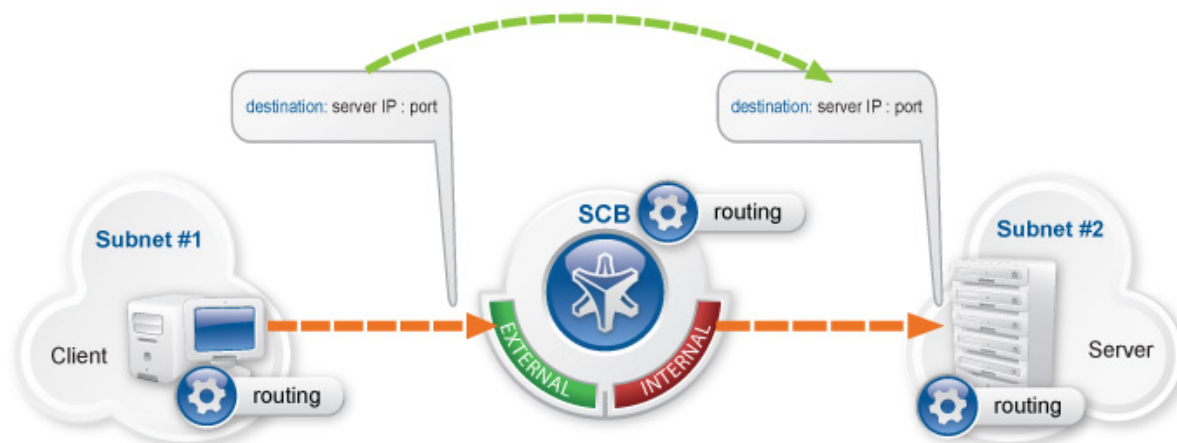 destination: server IP : port
destination: server IP : port
SCB
routing
Subnet #1
Subnet #2
EXTERNAL
INTERNAL
Client
Server
routing
routing